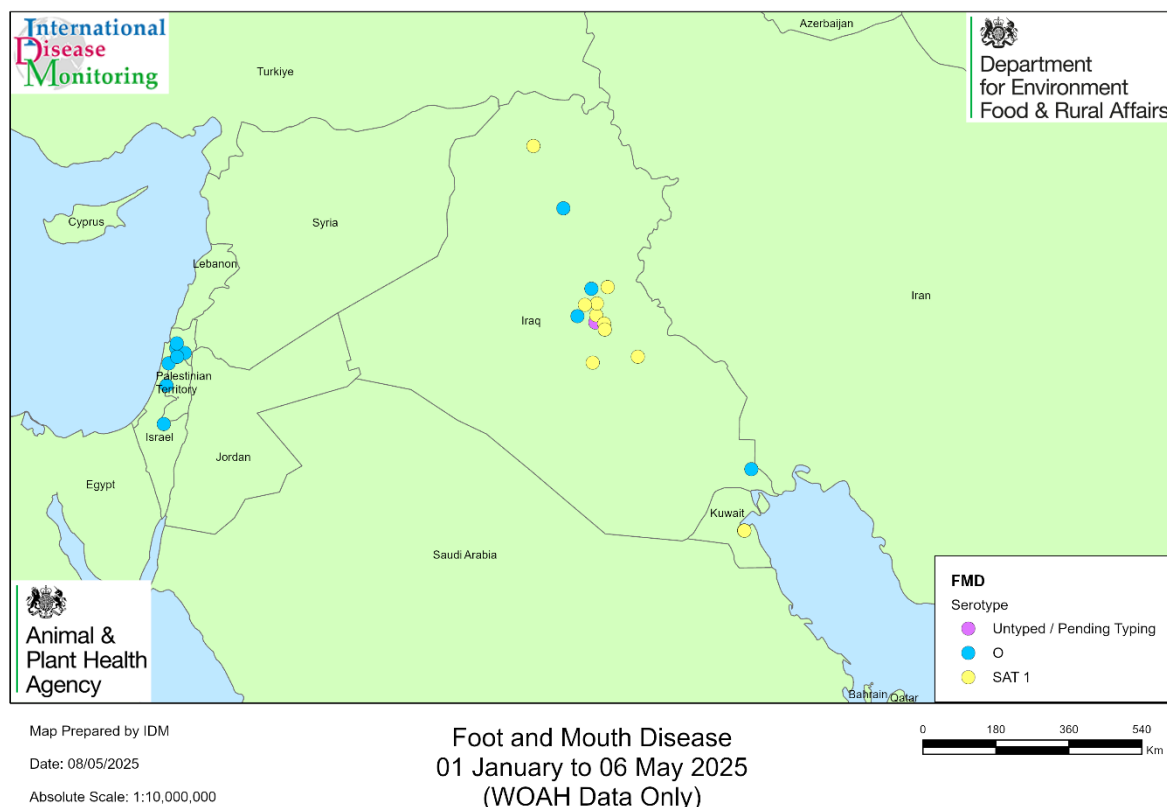 International
Disease
Monitoring
Department
for Environment
Food & Rural Affairs
Azerbaijan
Turkiye
Cyprus
Syria
Lebanon
Iran
Iraq
Palestinian
Territory
Israel
Jordan
Egypt
Kuwait
Saudi Arabia
Bahrain
Qatar
FMD
Serotype
Untyped / Pending Typing
O
SAT 1
Animal &
Plant Health
Agency
Map Prepared by IDM
Date: 08/05/2025
Absolute Scale: 1:10,000,000
Foot and Mouth Disease
01 January to 06 May 2025
(WOAH Data Only)
0 180 360 540
Km